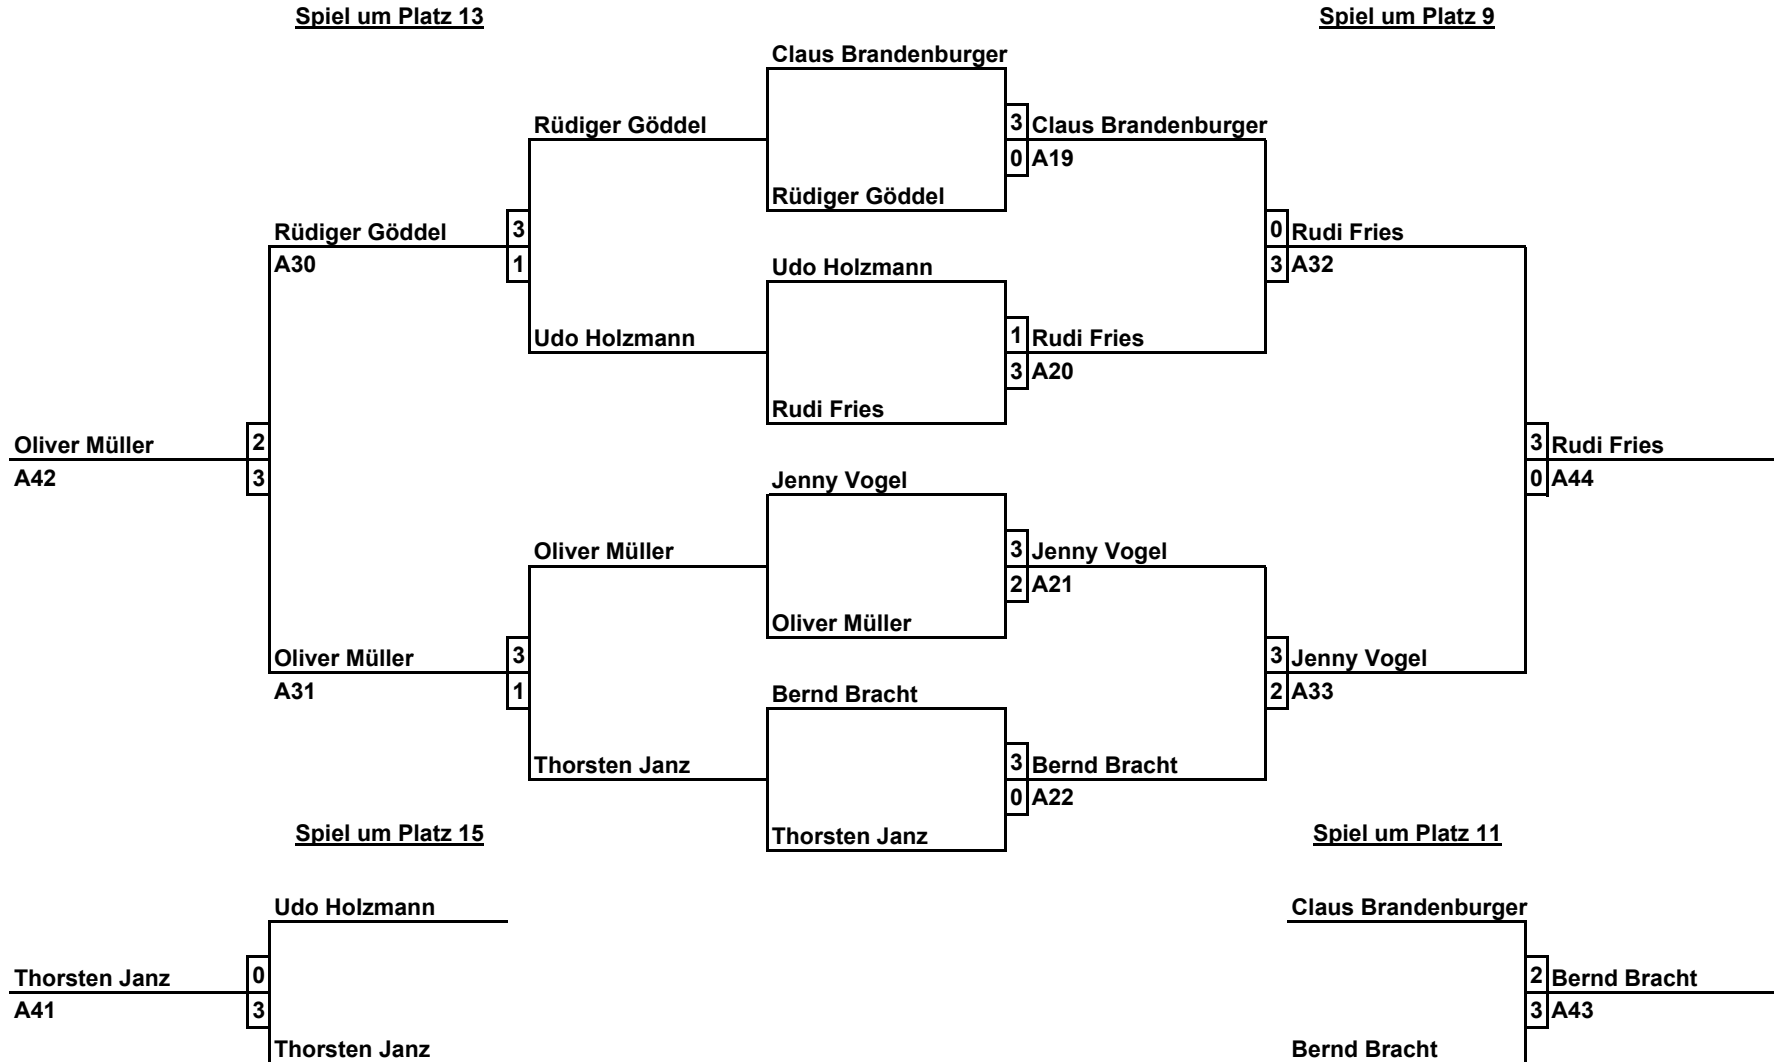 Spiel um Platz 13
Spiel um Platz 9
Claus Brandenburger
Rüdiger Göddel
3 Claus Brandenburger
0 A19
Rüdiger Göddel
Rüdiger Göddel 3
A30 1
0 Rudi Fries
3 A32
Udo Holzmann
Udo Holzmann
1 Rudi Fries
3 A20
Rudi Fries
Oliver Müller 2
A42 3
3 Rudi Fries
0 A44
Jenny Vogel
Oliver Müller
3 Jenny Vogel
2 A21
Oliver Müller
Oliver Müller 3
A31 1
3 Jenny Vogel
2 A33
Bernd Bracht
Thorsten Janz
3 Bernd Bracht
0 A22
Thorsten Janz
Spiel um Platz 15
Spiel um Platz 11
Udo Holzmann
Claus Brandenburger
Thorsten Janz 0
A41 3
2 Bernd Bracht
3 A43
Thorsten Janz
Bernd Bracht